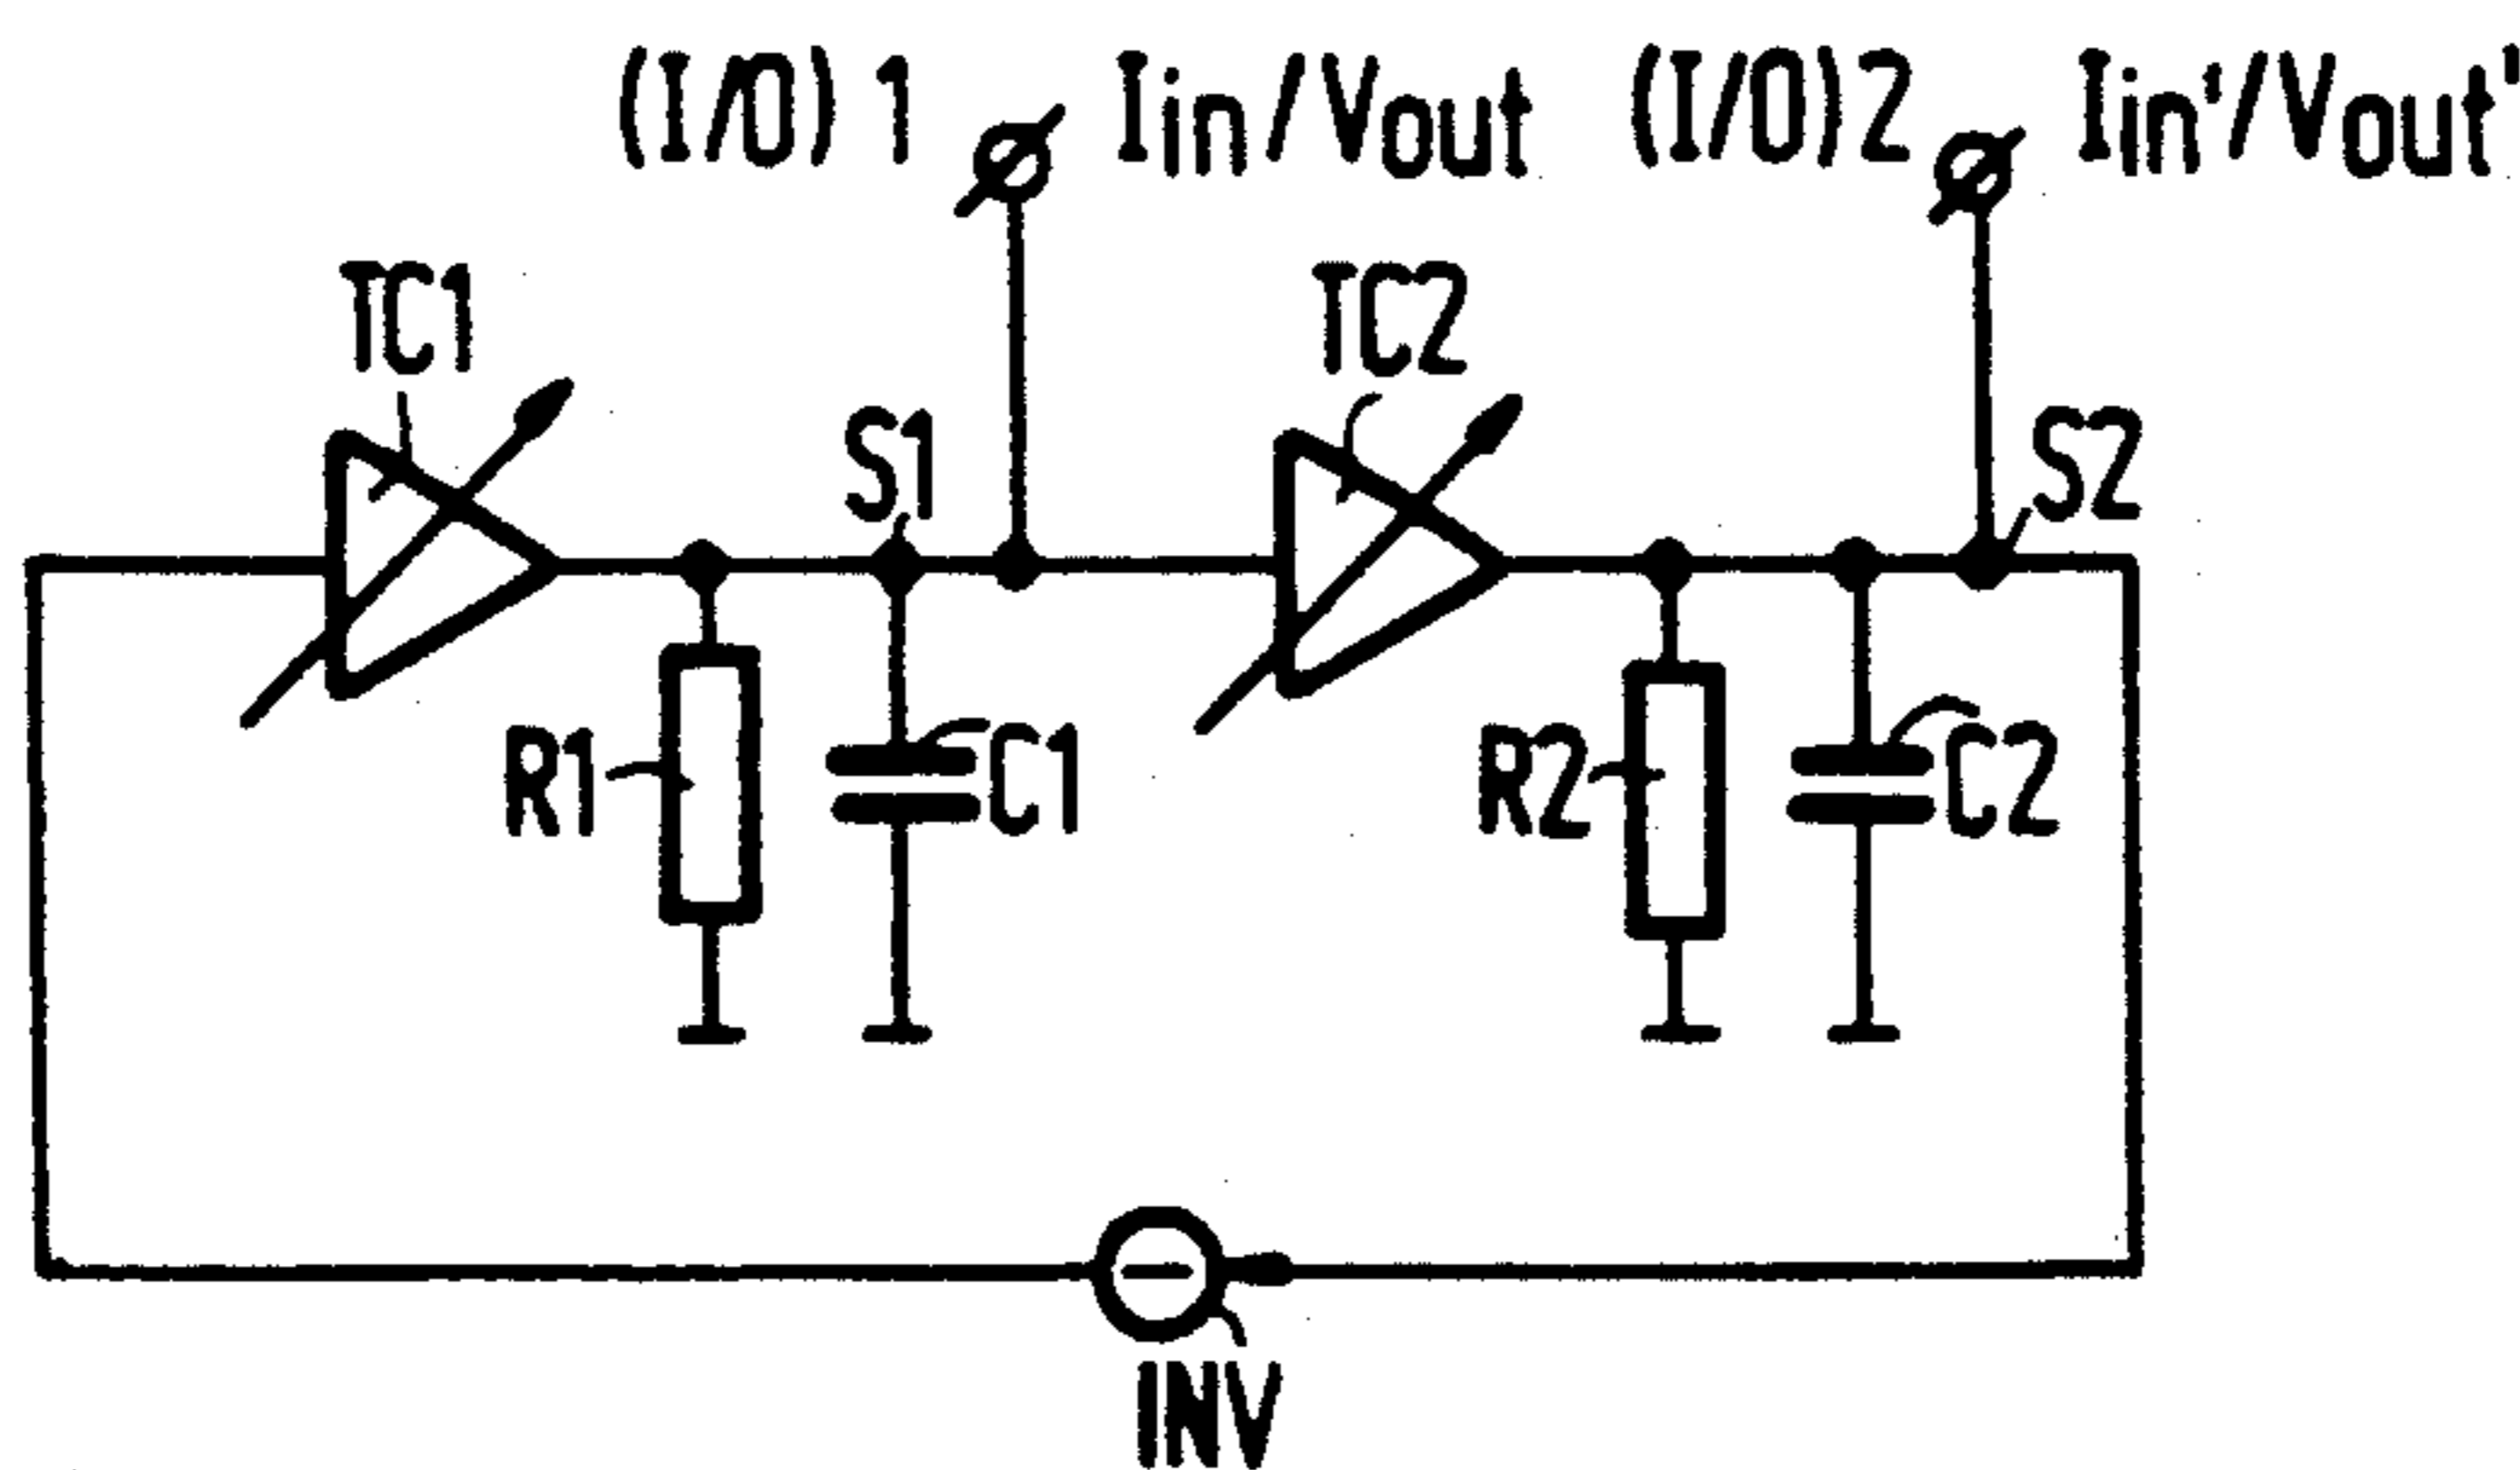 (I/O) 1 Iin/Vout (I/O)2 Iin'/Vout'
TC1 TC2
S1 S2
R1 C1 R2 C2
INV